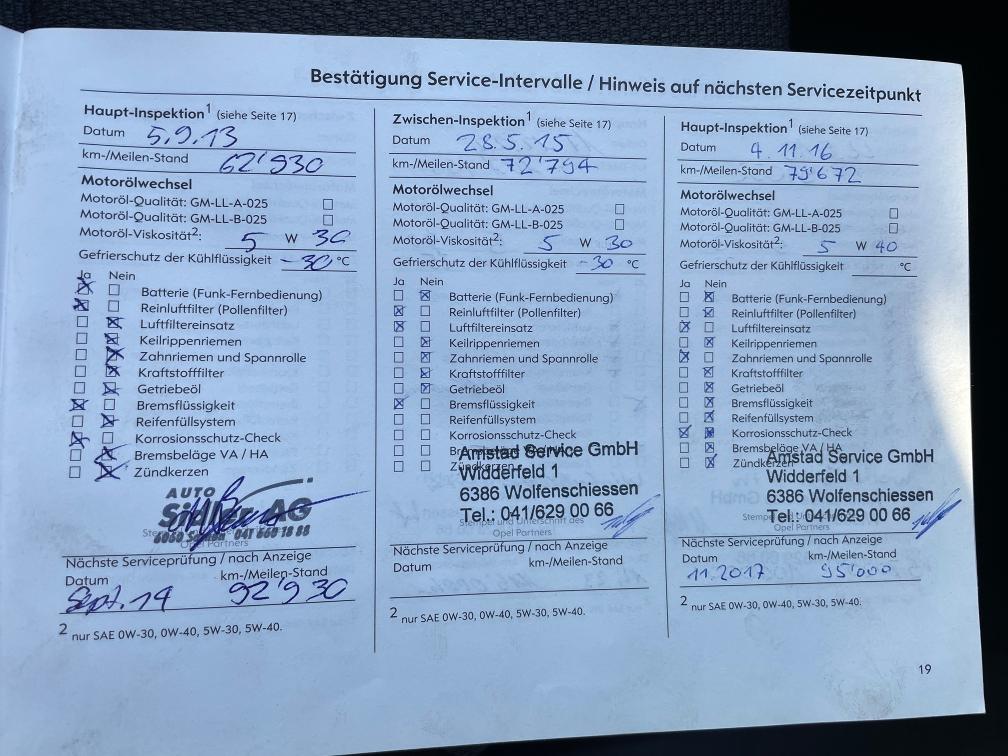 Bestätigung Service-Intervalle / Hinweis auf nächsten Servicezeitpunkt
Haupt-Inspektion¹ (siehe Seite 17)
Datum 5.9.13
km-/Meilen-Stand 62'930
Motorölwechsel
Motoröl-Qualität: GM-LL-A-025 ☐
Motoröl-Qualität: GM-LL-B-025 ☐
Motoröl-Viskosität²: 5 W 30
Gefrierschutz der Kühlflüssigkeit -30 °C
Ja Nein
☒ ☐ Batterie (Funk-Fernbedienung)
☒ ☐ Reinluftfilter (Pollenfilter)
☐ ☒ Luftfiltereinsatz
☐ ☒ Keilrippenriemen
☐ ☒ Zahnriemen und Spannrolle
☐ ☒ Kraftstofffilter
☐ ☒ Getriebeöl
☒ ☐ Bremsflüssigkeit
☐ ☒ Reifenfüllsystem
☒ ☐ Korrosionsschutz-Check
☐ ☒ Bremsbeläge VA / HA
☐ ☒ Zündkerzen
AUTO
AG
6060 041 660 18 88
Opel Partners
Nächste Serviceprüfung / nach Anzeige
Datum km-/Meilen-Stand
Sept. 14 92'930
² nur SAE 0W-30, 0W-40, 5W-30, 5W-40.
Zwischen-Inspektion¹ (siehe Seite 17)
Datum 28.5.15
km-/Meilen-Stand 72'794
Motorölwechsel
Motoröl-Qualität: GM-LL-A-025 ☐
Motoröl-Qualität: GM-LL-B-025 ☐
Motoröl-Viskosität²: 5 W 30
Gefrierschutz der Kühlflüssigkeit -30 °C
Ja Nein
☐ ☒ Batterie (Funk-Fernbedienung)
☒ ☐ Reinluftfilter (Pollenfilter)
☒ ☐ Luftfiltereinsatz
☐ ☒ Keilrippenriemen
☐ ☒ Zahnriemen und Spannrolle
☐ ☒ Kraftstofffilter
☐ ☒ Getriebeöl
☒ ☐ Bremsflüssigkeit
☐ ☐ Reifenfüllsystem
☐ ☐ Korrosionsschutz-Check
Amstad Service GmbH
Widderfeld 1
6386 Wolfenschiessen
Tel.: 041/629 00 66
Stempel und Unterschrift des
Opel Partners
Nächste Serviceprüfung / nach Anzeige
Datum km-/Meilen-Stand
² nur SAE 0W-30, 0W-40, 5W-30, 5W-40.
Haupt-Inspektion¹ (siehe Seite 17)
Datum 4.11.16
km-/Meilen-Stand 79'672
Motorölwechsel
Motoröl-Qualität: GM-LL-A-025 ☐
Motoröl-Qualität: GM-LL-B-025 ☐
Motoröl-Viskosität²: 5 W 40
Gefrierschutz der Kühlflüssigkeit °C
Ja Nein
☐ ☒ Batterie (Funk-Fernbedienung)
☐ ☒ Reinluftfilter (Pollenfilter)
☒ ☐ Luftfiltereinsatz
☐ ☒ Keilrippenriemen
☒ ☐ Zahnriemen und Spannrolle
☐ ☒ Kraftstofffilter
☐ ☒ Getriebeöl
☐ ☒ Bremsflüssigkeit
☐ ☒ Reifenfüllsystem
☒ ☒ Korrosionsschutz-Check
☐ ☒ Bremsbeläge VA / HA
☐ ☒ Zündkerzen
Amstad Service GmbH
Widderfeld 1
6386 Wolfenschiessen
Tel.: 041/629 00 66
Opel Partners
Nächste Serviceprüfung / nach Anzeige
Datum km-/Meilen-Stand
11.2017 95'000
² nur SAE 0W-30, 0W-40, 5W-30, 5W-40.
19